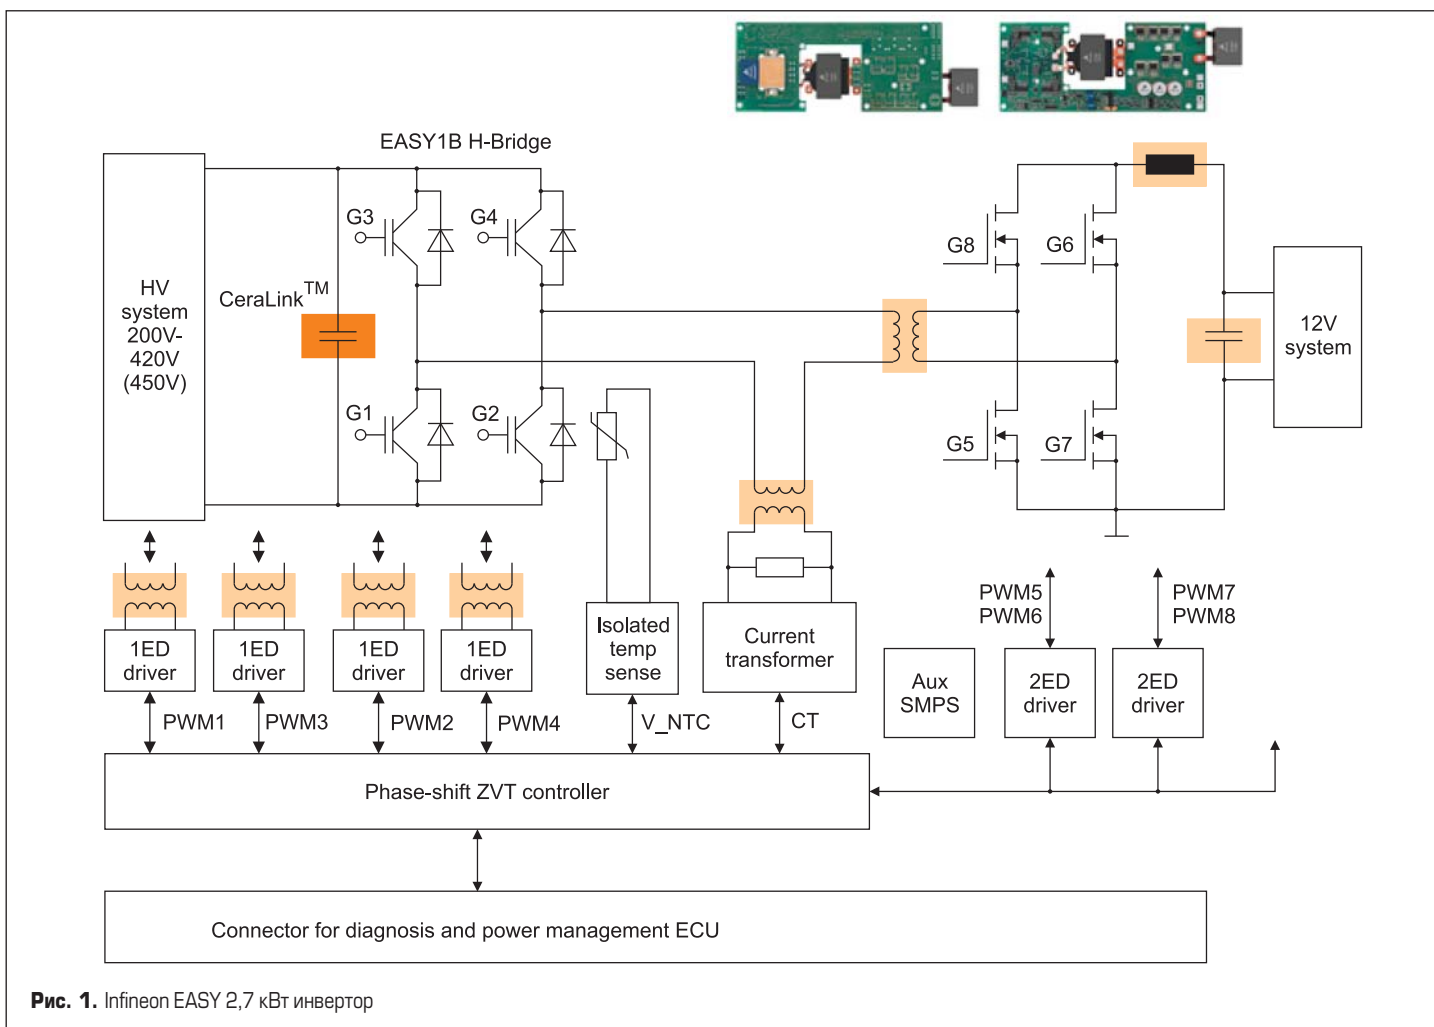 EASY1B H-Bridge
HV
system
200V-
420V
(450V)
CeraLink™
G3
G4
G1
G2
G8
G6
G5
G7
12V
system
1ED
driver
1ED
driver
1ED
driver
1ED
driver
Isolated
temp
sense
Current
transformer
Aux
SMPS
PWM5
PWM6
PWM7
PWM8
2ED
driver
2ED
driver
PWM1
PWM3
PWM2
PWM4
V_NTC
CT
Phase-shift ZVT controller
Connector for diagnosis and power management ECU
Рис. 1. Infineon EASY 2,7 кВт инвертор